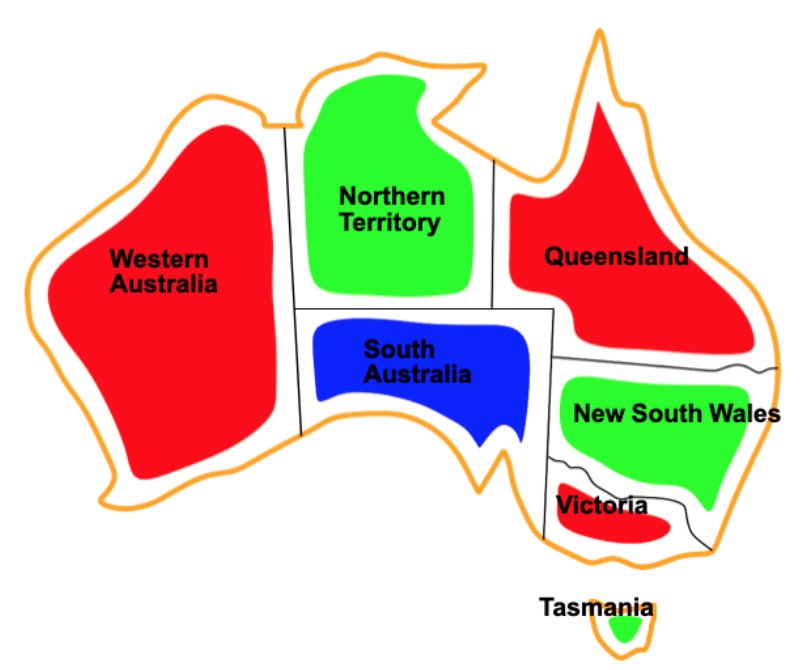 Northern
Territory
Western
Australia
Queensland
South
Australia
New South Wales
Victoria
Tasmania